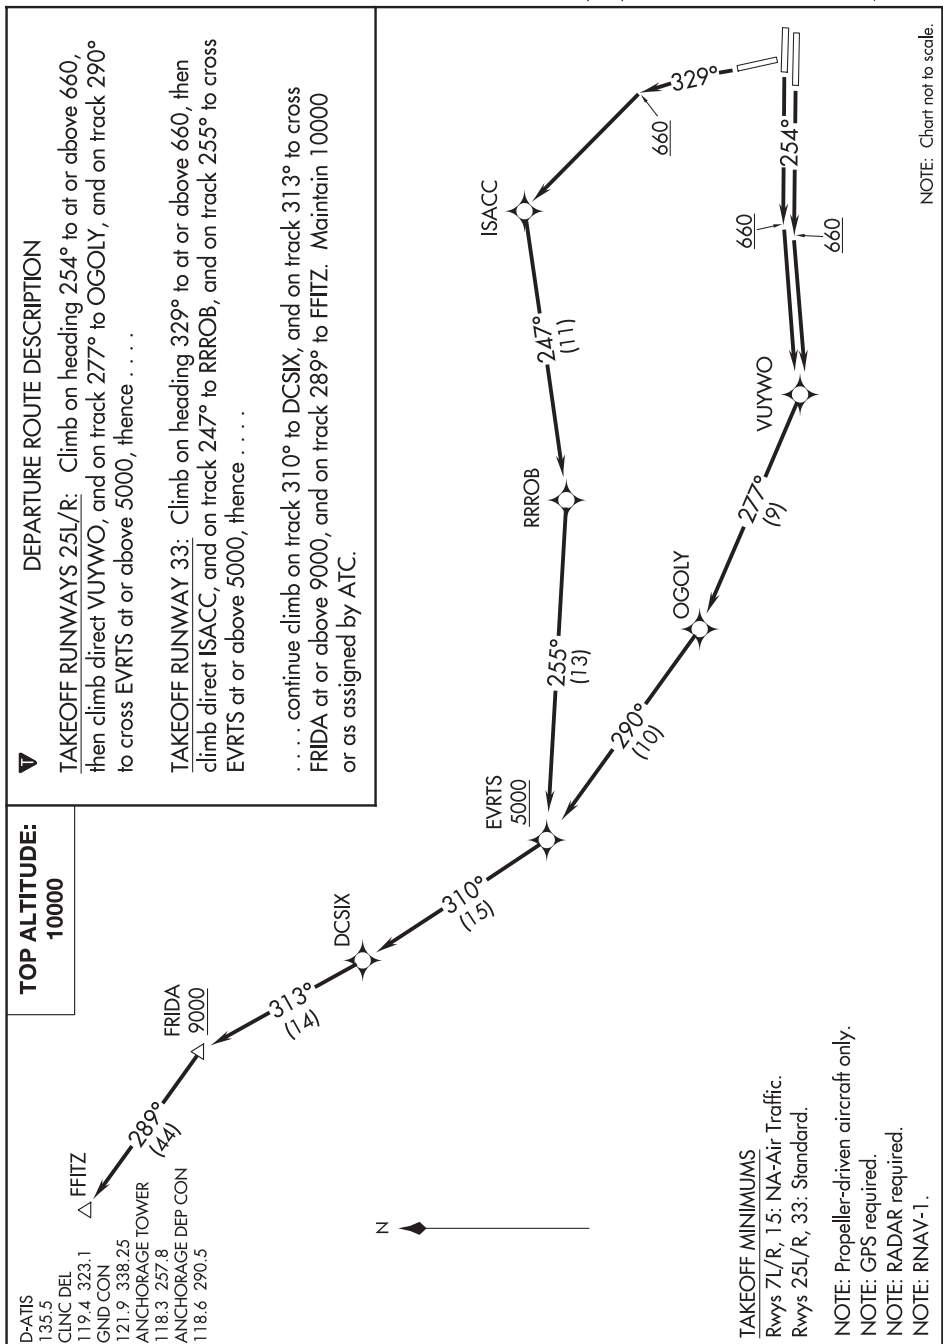 TOP ALTITUDE:
10000
D-ATIS
135.5
CLNC DEL
119.4 323.1
GND CON
121.9 338.25
ANCHORAGE TOWER
118.3 257.8
ANCHORAGE DEP CON
118.6 290.5
T
DEPARTURE ROUTE DESCRIPTION
TAKEOFF RUNWAYS 25L/R: Climb on heading 254° to at or above 660,
then climb direct VUYWO, and on track 277° to OGOLY, and on track 290°
to cross EVRTS at or above 5000, thence . . . .
TAKEOFF RUNWAY 33: Climb on heading 329° to at or above 660, then
climb direct ISACC, and on track 247° to RRROB, and on track 255° to cross
EVRTS at or above 5000, thence . . . .
. . . . continue climb on track 310° to DCSIX, and on track 313° to cross
FRIDA at or above 9000, and on track 289° to FFITZ. Maintain 10000
or as assigned by ATC.
FFITZ
289°
(44)
FRIDA
9000
313°
(14)
DCSIX
310°
(15)
EVRTS
5000
255°
(13)
RRROB
247°
(11)
ISACC
660
329°
290°
(10)
OGOLY
277°
(9)
VUYWO
660
660
254°
N
TAKEOFF MINIMUMS
Rwys 7L/R, 15: NA-Air Traffic.
Rwys 25L/R, 33: Standard.
NOTE: Propeller-driven aircraft only.
NOTE: GPS required.
NOTE: RADAR required.
NOTE: RNAV-1.
NOTE: Chart not to scale.